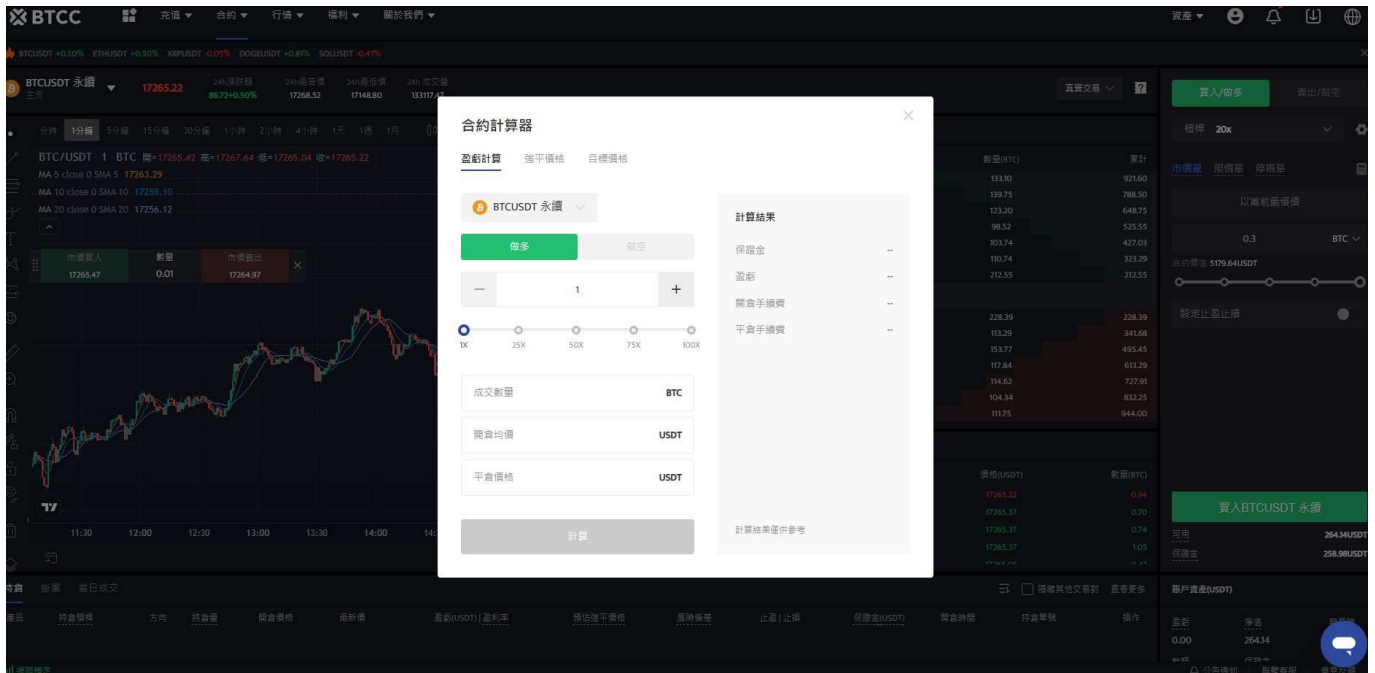 BTCC 充值 ▼ 合約 ▼ 行情 ▼ 福利 ▼ 關於我們 ▼ 資產 ▼
BTCUSDT +0.50% ETHUSDT +0.50% XRPUSDT -0.05% DOGEUSDT +0.81% SOLUSDT -0.41%
BTCUSDT 永續 17265.22 24h漲跌額 24h最高價 24h最低價 24h 成交量
86.72+0.50% 17268.52 17148.80 133117.47
真實交易
買入/做多 賣出/做空
分時 1分鐘 5分鐘 15分鐘 30分鐘 1小時 2小時 4小時 1天 1週 1月
槓桿 20x
BTC/USDT 1 BTC 開=17265.42 高=17267.64 低=17265.04 收=17265.22
MA 5 close 0 SMA 5 17263.29
MA 10 close 0 SMA 10 17259.10
MA 20 close 0 SMA 20 17256.12
市價買入 數量 市價賣出
17265.47 0.01 17264.97
11:30 12:00 12:30 13:00 13:30 14:00
合約計算器
盈虧計算 強平價格 目標價格
BTCUSDT 永續
做多 做空
1
1X 25X 50X 75X 100X
成交數量 BTC
開倉均價 USDT
平倉價格 USDT
計算
計算結果
保證金 --
盈虧 --
開倉手續費 --
平倉手續費 --
計算結果僅供參考
數量(BTC) 累計
133.10 921.60
139.75 788.50
123.20 648.75
98.52 525.55
103.74 427.03
110.74 323.29
212.55 212.55
228.39 228.39
113.29 341.68
153.77 495.45
117.84 613.29
114.62 727.91
104.34 832.25
111.75 944.00
價格(USDT) 數量(BTC)
17265.22 0.94
17265.37 0.70
17265.37 0.74
17265.37 1.05
市價單 限價單 停損單
以當前最優價
0.3 BTC
合約價值 5179.64USDT
設定止盈止損
買入BTCUSDT 永續
可用 264.14USDT
保證金 258.98USDT
持倉 掛單 當日成交
隱藏其他交易對 查看更多
產品 持倉槓桿 方向 持倉量 開倉價格 最新價 盈虧(USDT) | 盈利率 預估強平價格 風險偏差 止盈 | 止損 保證金(USDT) 開倉時間 持倉單號 操作
賬戶資產(USDT)
盈虧 淨值
0.00 264.14
網路穩定
公告通知 聯繫客服